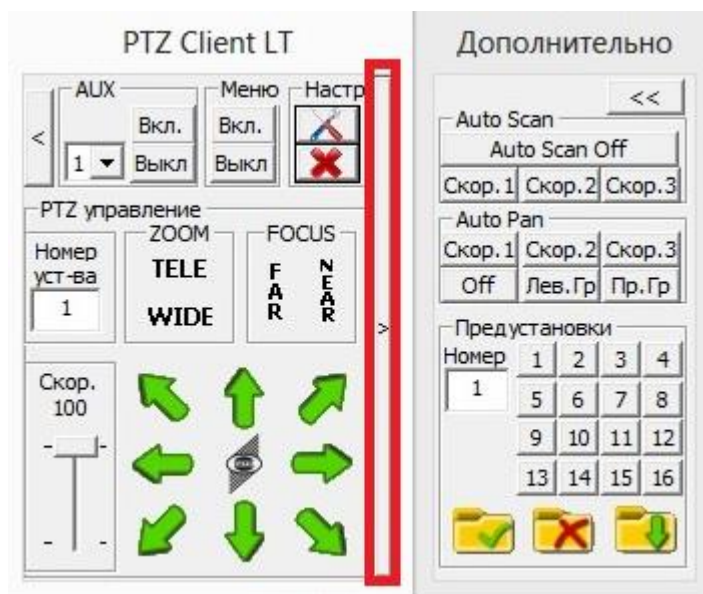 PTZ Client LT
AUX
Меню
Настр
<
Вкл.
Вкл.
1
Выкл
Выкл
PTZ управление
Номер
уст-ва
1
ZOOM
TELE
WIDE
FOCUS
FAR
NEAR
>
Скор.
100
Дополнительно
<<
Auto Scan
Auto Scan Off
Скор.1 Скор.2 Скор.3
Auto Pan
Скор.1 Скор.2 Скор.3
Off Лев.Гр Пр.Гр
Предустановки
Номер 1 2 3 4
1 5 6 7 8
9 10 11 12
13 14 15 16